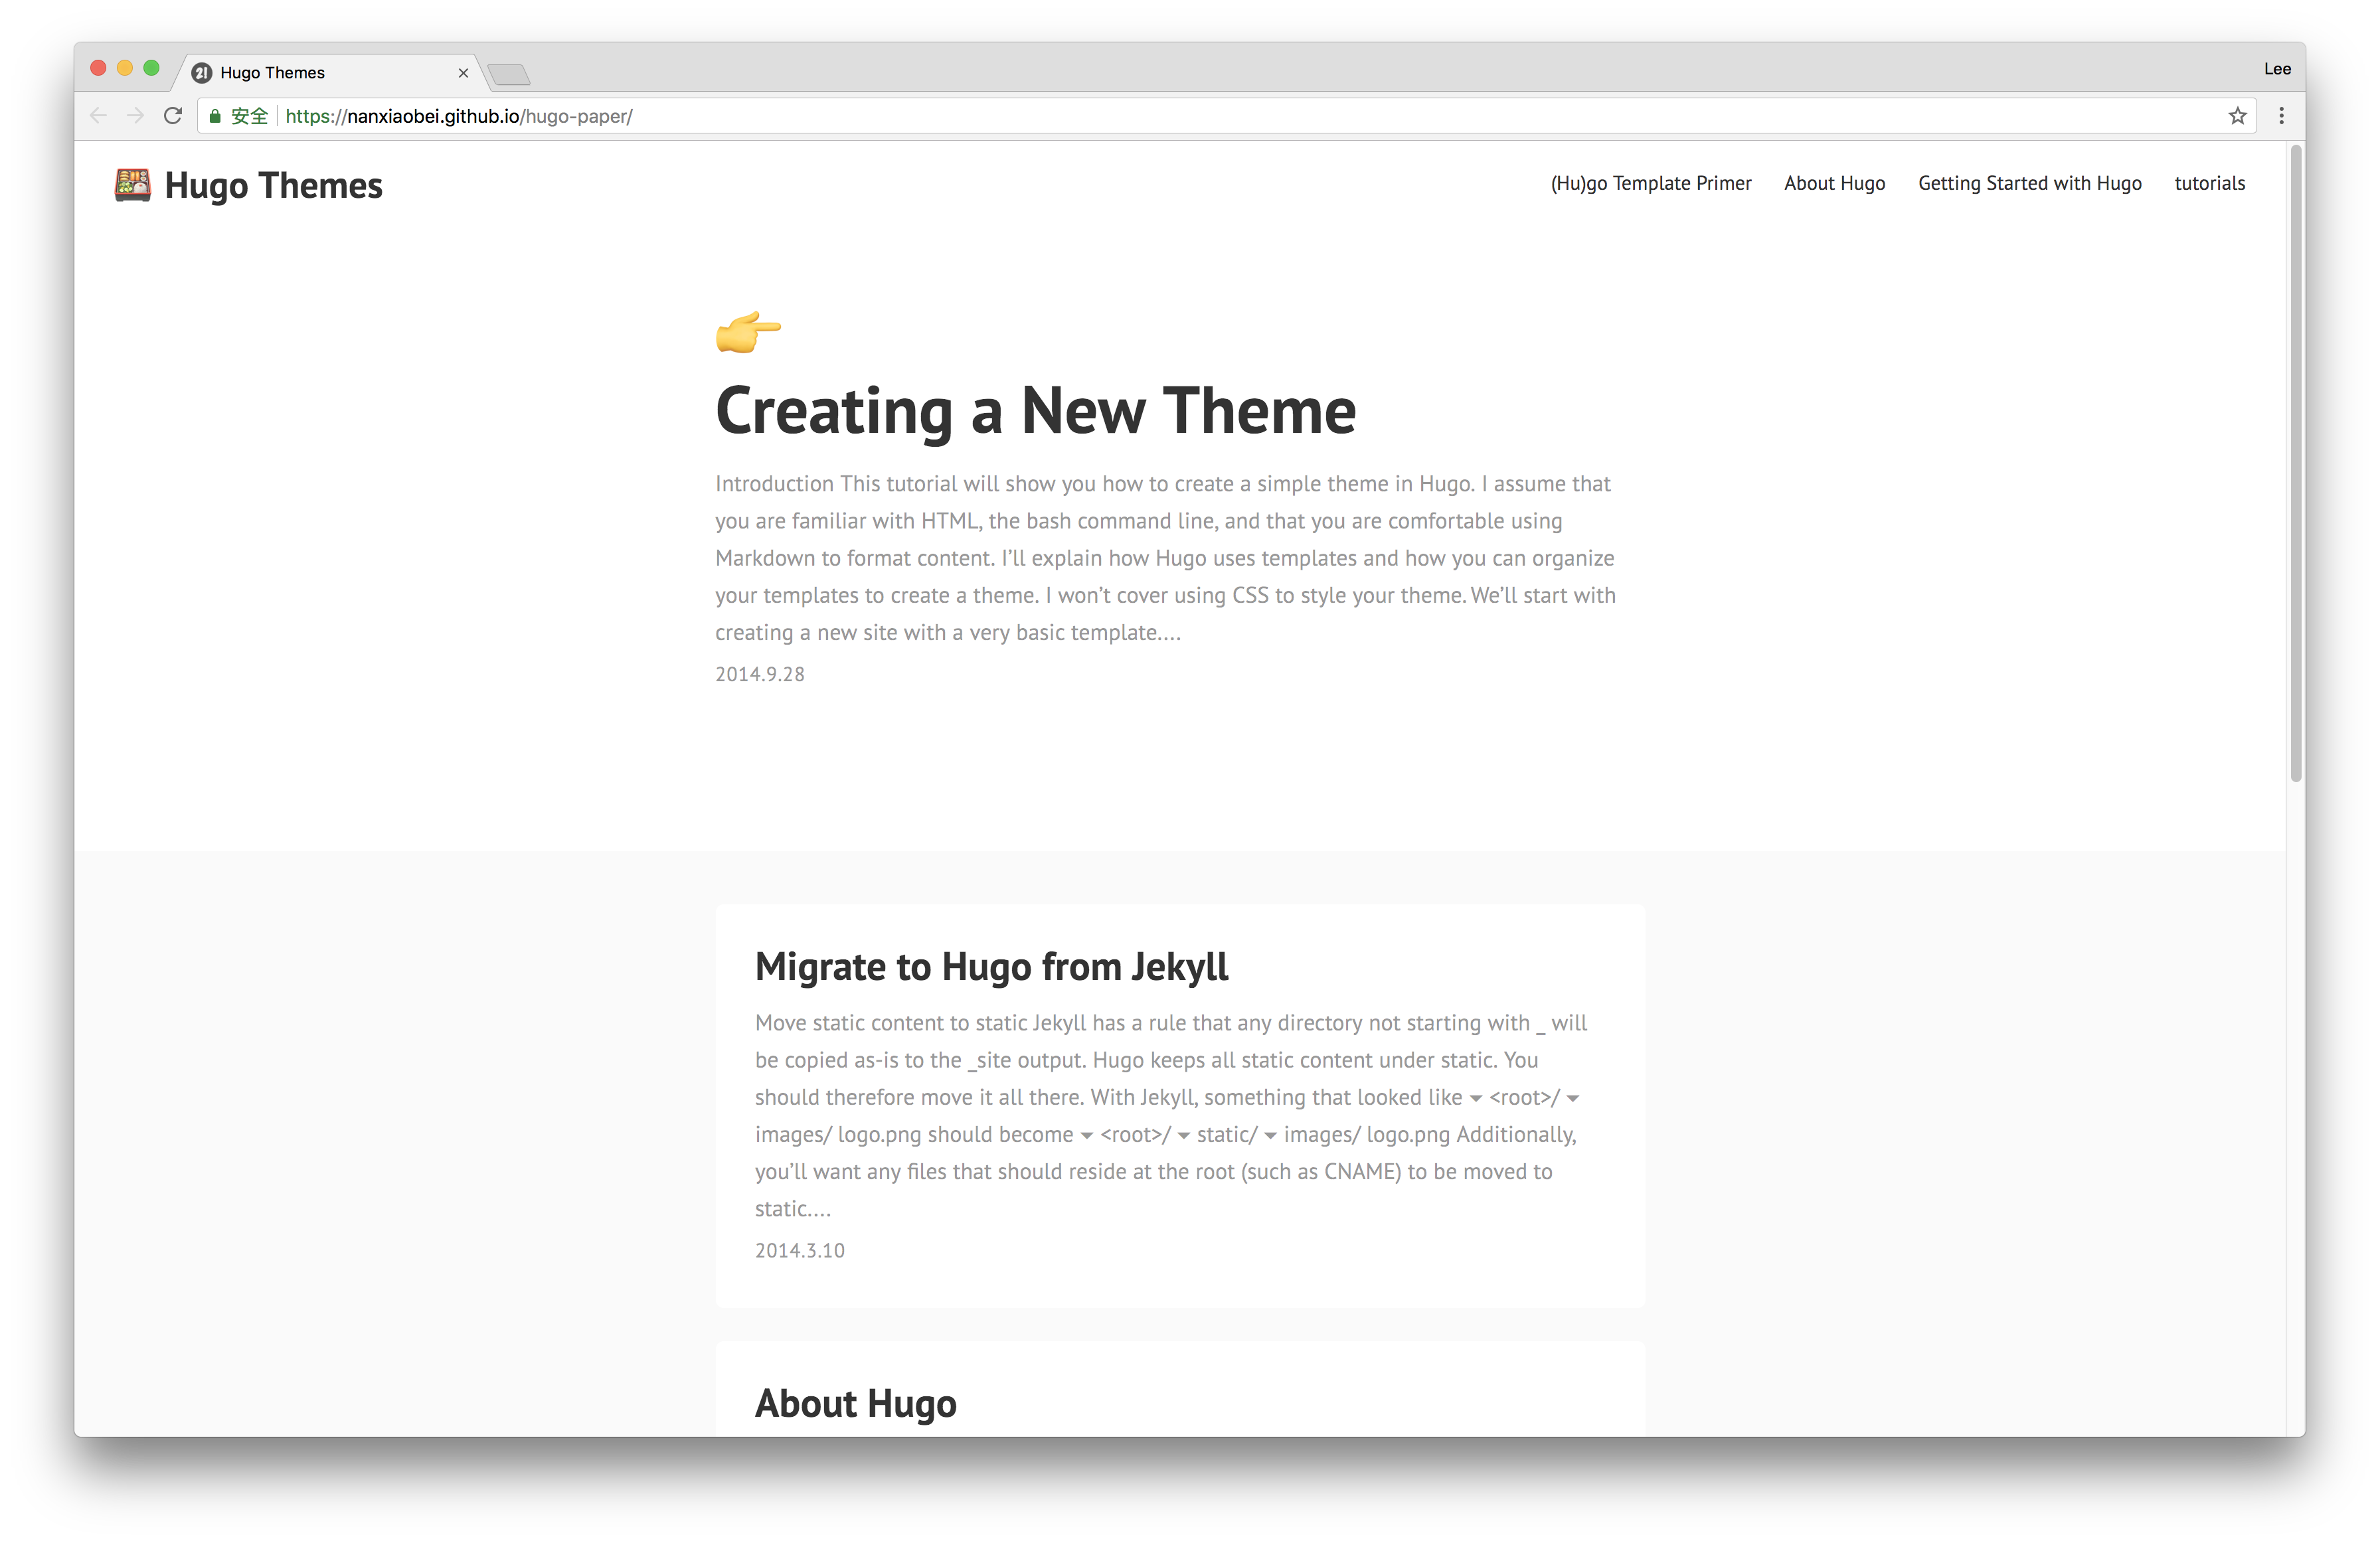 Hugo Themes
Lee
安全 https://nanxiaobei.github.io/hugo-paper/
Hugo Themes
(Hu)go Template Primer About Hugo Getting Started with Hugo tutorials
Creating a New Theme
Introduction This tutorial will show you how to create a simple theme in Hugo. I assume that
you are familiar with HTML, the bash command line, and that you are comfortable using
Markdown to format content. I’ll explain how Hugo uses templates and how you can organize
your templates to create a theme. I won’t cover using CSS to style your theme. We’ll start with
creating a new site with a very basic template....
2014.9.28
Migrate to Hugo from Jekyll
Move static content to static Jekyll has a rule that any directory not starting with _ will
be copied as-is to the _site output. Hugo keeps all static content under static. You
should therefore move it all there. With Jekyll, something that looked like ▾ <root>/ ▾
images/ logo.png should become ▾ <root>/ ▾ static/ ▾ images/ logo.png Additionally,
you’ll want any files that should reside at the root (such as CNAME) to be moved to
static....
2014.3.10
About Hugo